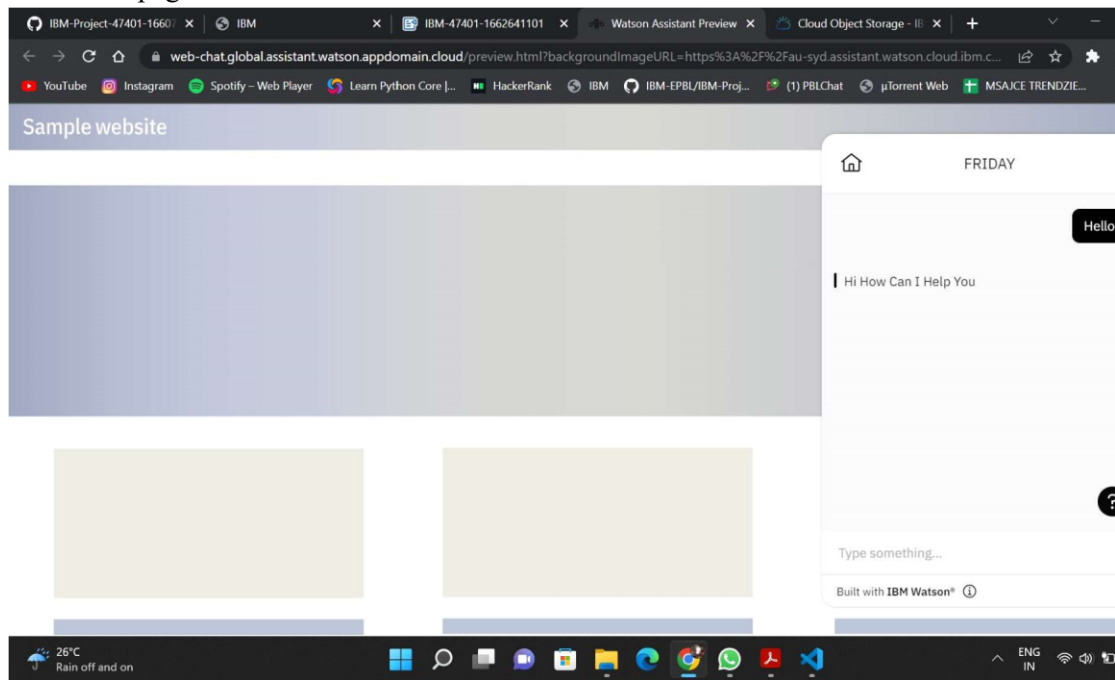 IBM-Project-47401-16607
IBM
IBM-47401-1662641101
Watson Assistant Preview
Cloud Object Storage - IB
web-chat.global.assistant.watson.appdomain.cloud/preview.html?backgroundImageURL=https%3A%2F%2Fau-syd.assistant.watson.cloud.ibm.c...
YouTube
Instagram
Spotify – Web Player
Learn Python Core |...
HackerRank
IBM
IBM-EPBL/IBM-Proj...
(1) PBLChat
µTorrent Web
MSAJCE TRENDZIE...
Sample website
FRIDAY
Hello
Hi How Can I Help You
?
Type something...
Built with IBM Watson®
26°C
Rain off and on
ENG
IN